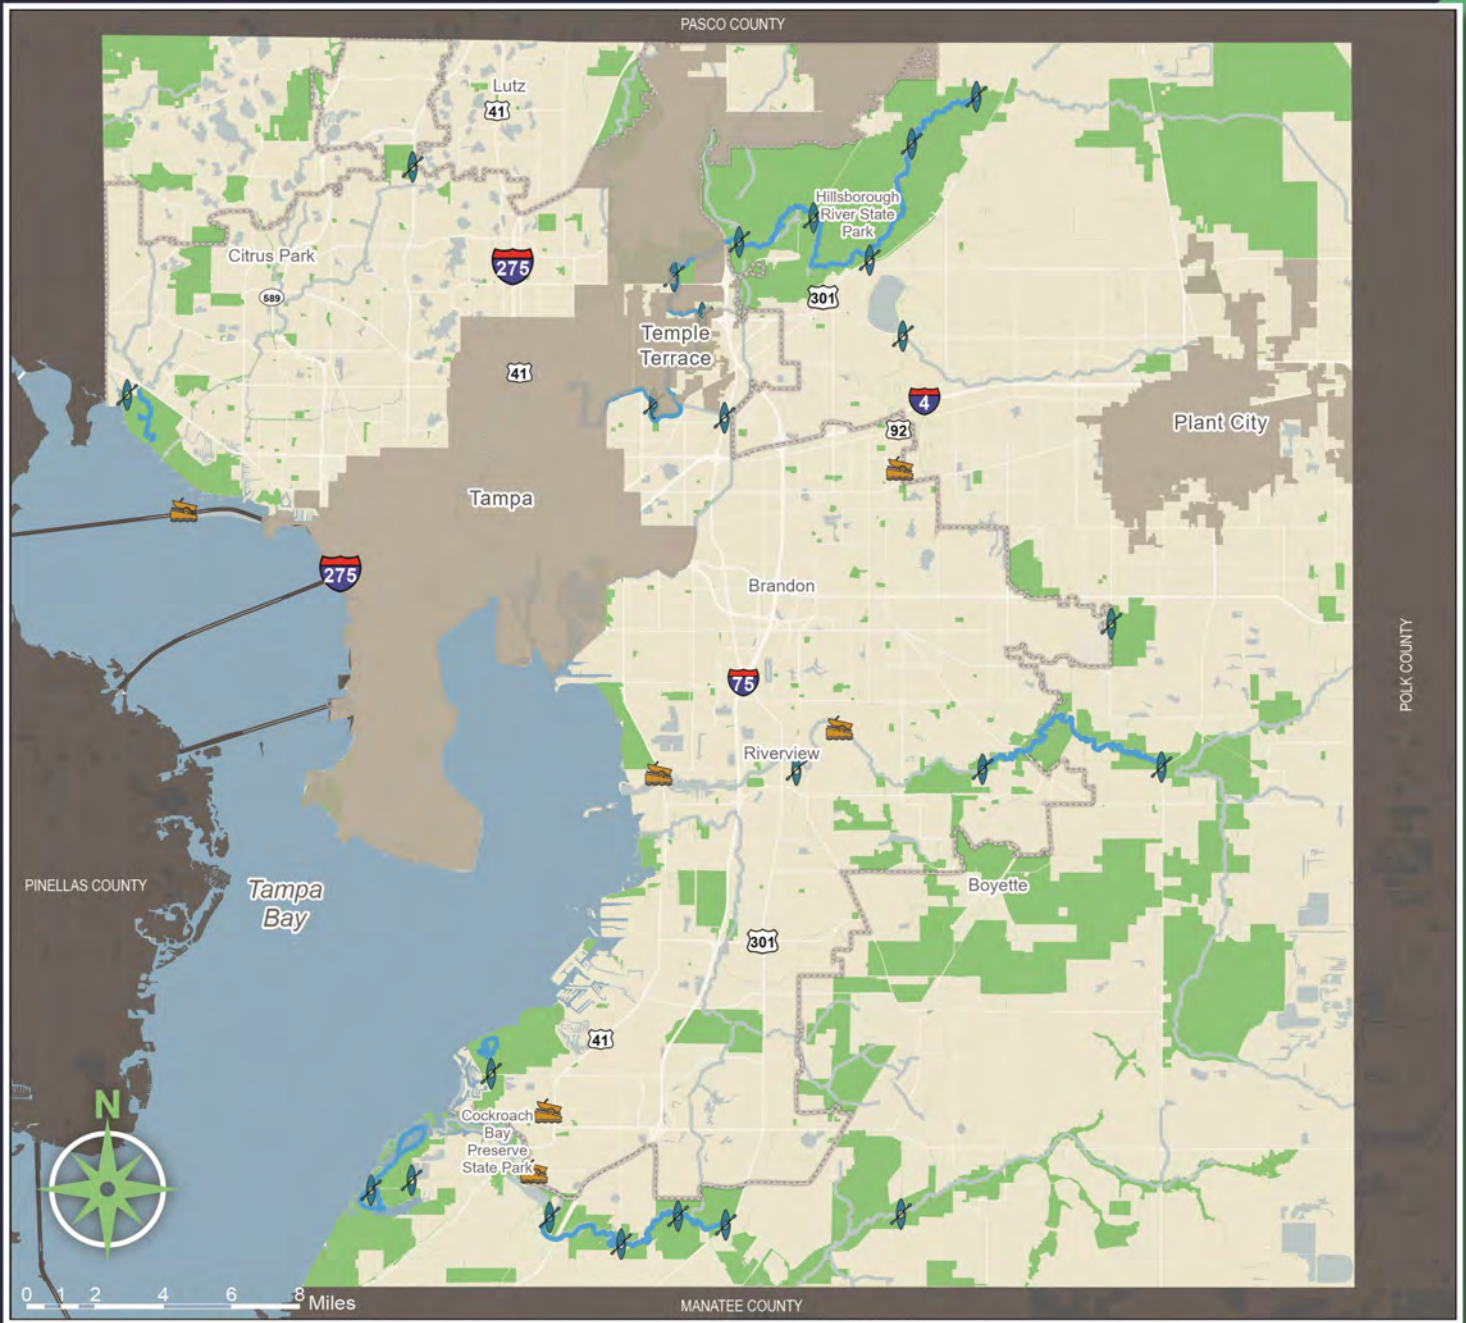 PASCO COUNTY
Lutz
41
Hillsborough
River State
Park
Citrus Park
275
589
301
Temple
Terrace
41
4
92
Plant City
Tampa
275
Brandon
POLK COUNTY
75
Riverview
PINELLAS COUNTY
Tampa
Bay
Boyette
301
41
N
Cockroach
Bay
Preserve
State Park
0 1 2 4 6 8 Miles
MANATEE COUNTY